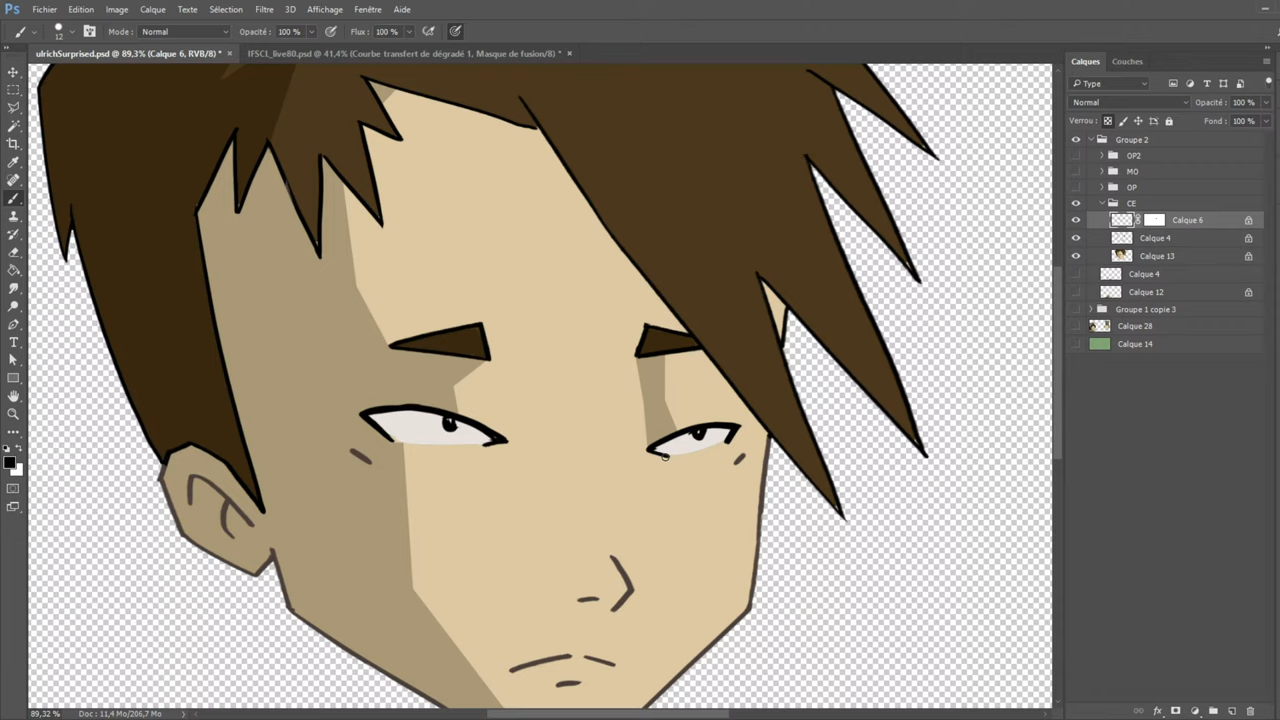 Ps Fichier Edition Image Calque Texte Sélection Filtre 3D Affichage Fenêtre Aide
12 Mode : Normal Opacité : 100 % Flux : 100 %
ulrichSurprised.psd @ 89,3% (Calque 6, RVB/8) * × IFSCL_live80.psd @ 41,4% (Courbe transfert de dégradé 1, Masque de fusion/8) * ×
Calques Couches
Type
Normal Opacité : 100 %
Verrou : Fond : 100 %
Groupe 2
OP2
MO
OP
CE
Calque 6
Calque 4
Calque 13
Calque 4
Calque 12
Groupe 1 copie 3
Calque 28
Calque 14
89,32 % Doc : 11,4 Mo/206,7 Mo